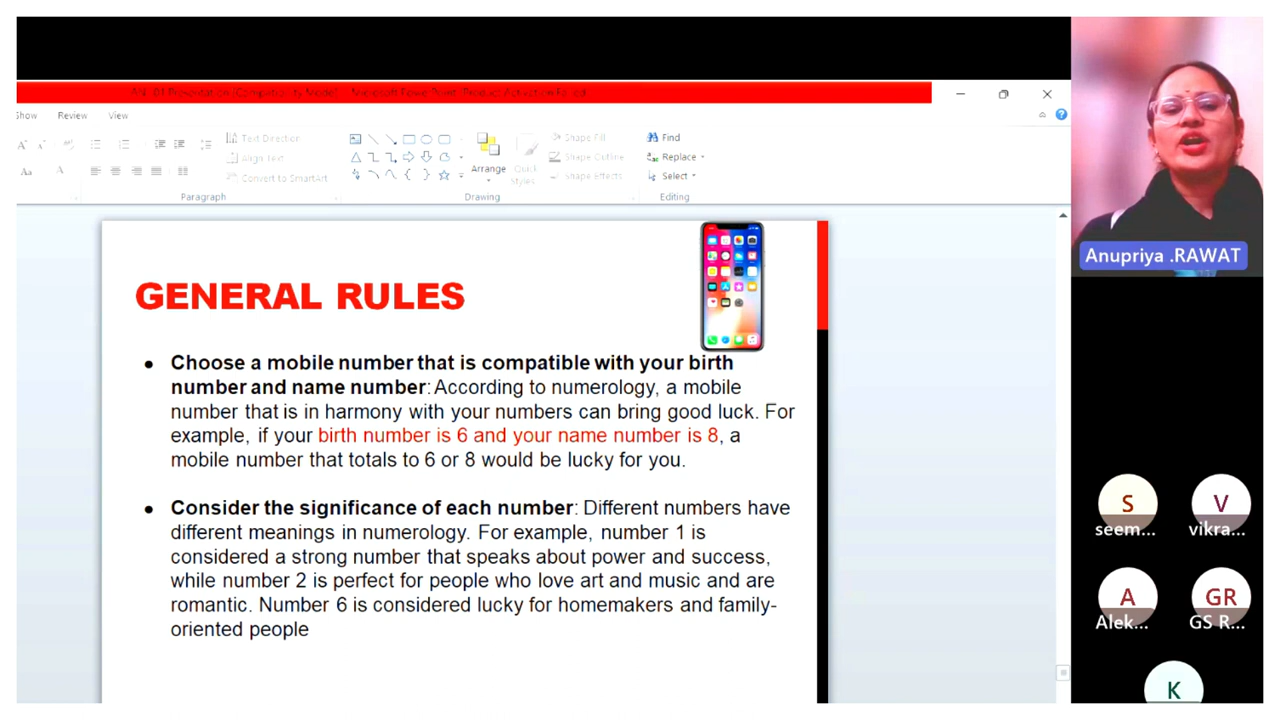 Show Review View
Text Direction
Align Text
Convert to SmartArt
Paragraph
Arrange
Quick
Styles
Shape Fill
Shape Outline
Shape Effects
Drawing
Find
Replace
Select
Editing
GENERAL RULES
• Choose a mobile number that is compatible with your birth
number and name number: According to numerology, a mobile
number that is in harmony with your numbers can bring good luck. For
example, if your birth number is 6 and your name number is 8, a
mobile number that totals to 6 or 8 would be lucky for you.
• Consider the significance of each number: Different numbers have
different meanings in numerology. For example, number 1 is
considered a strong number that speaks about power and success,
while number 2 is perfect for people who love art and music and are
romantic. Number 6 is considered lucky for homemakers and family-
oriented people
Anupriya .RAWAT
S
seem...
V
vikra...
A
Alek...
GR
GS R...
K